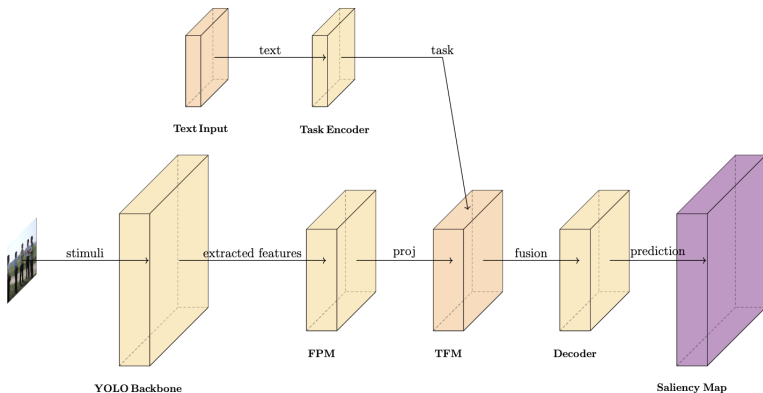 text
task
Text Input
Task Encoder
stimuli
extracted features
proj
fusion
prediction
FPM
TFM
Decoder
YOLO Backbone
Saliency Map